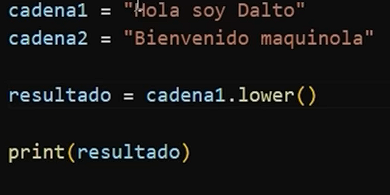 cadena1 = "Hola soy Dalto"
cadena2 = "Bienvenido maquinola"
resultado = cadena1.lower()
print(resultado)